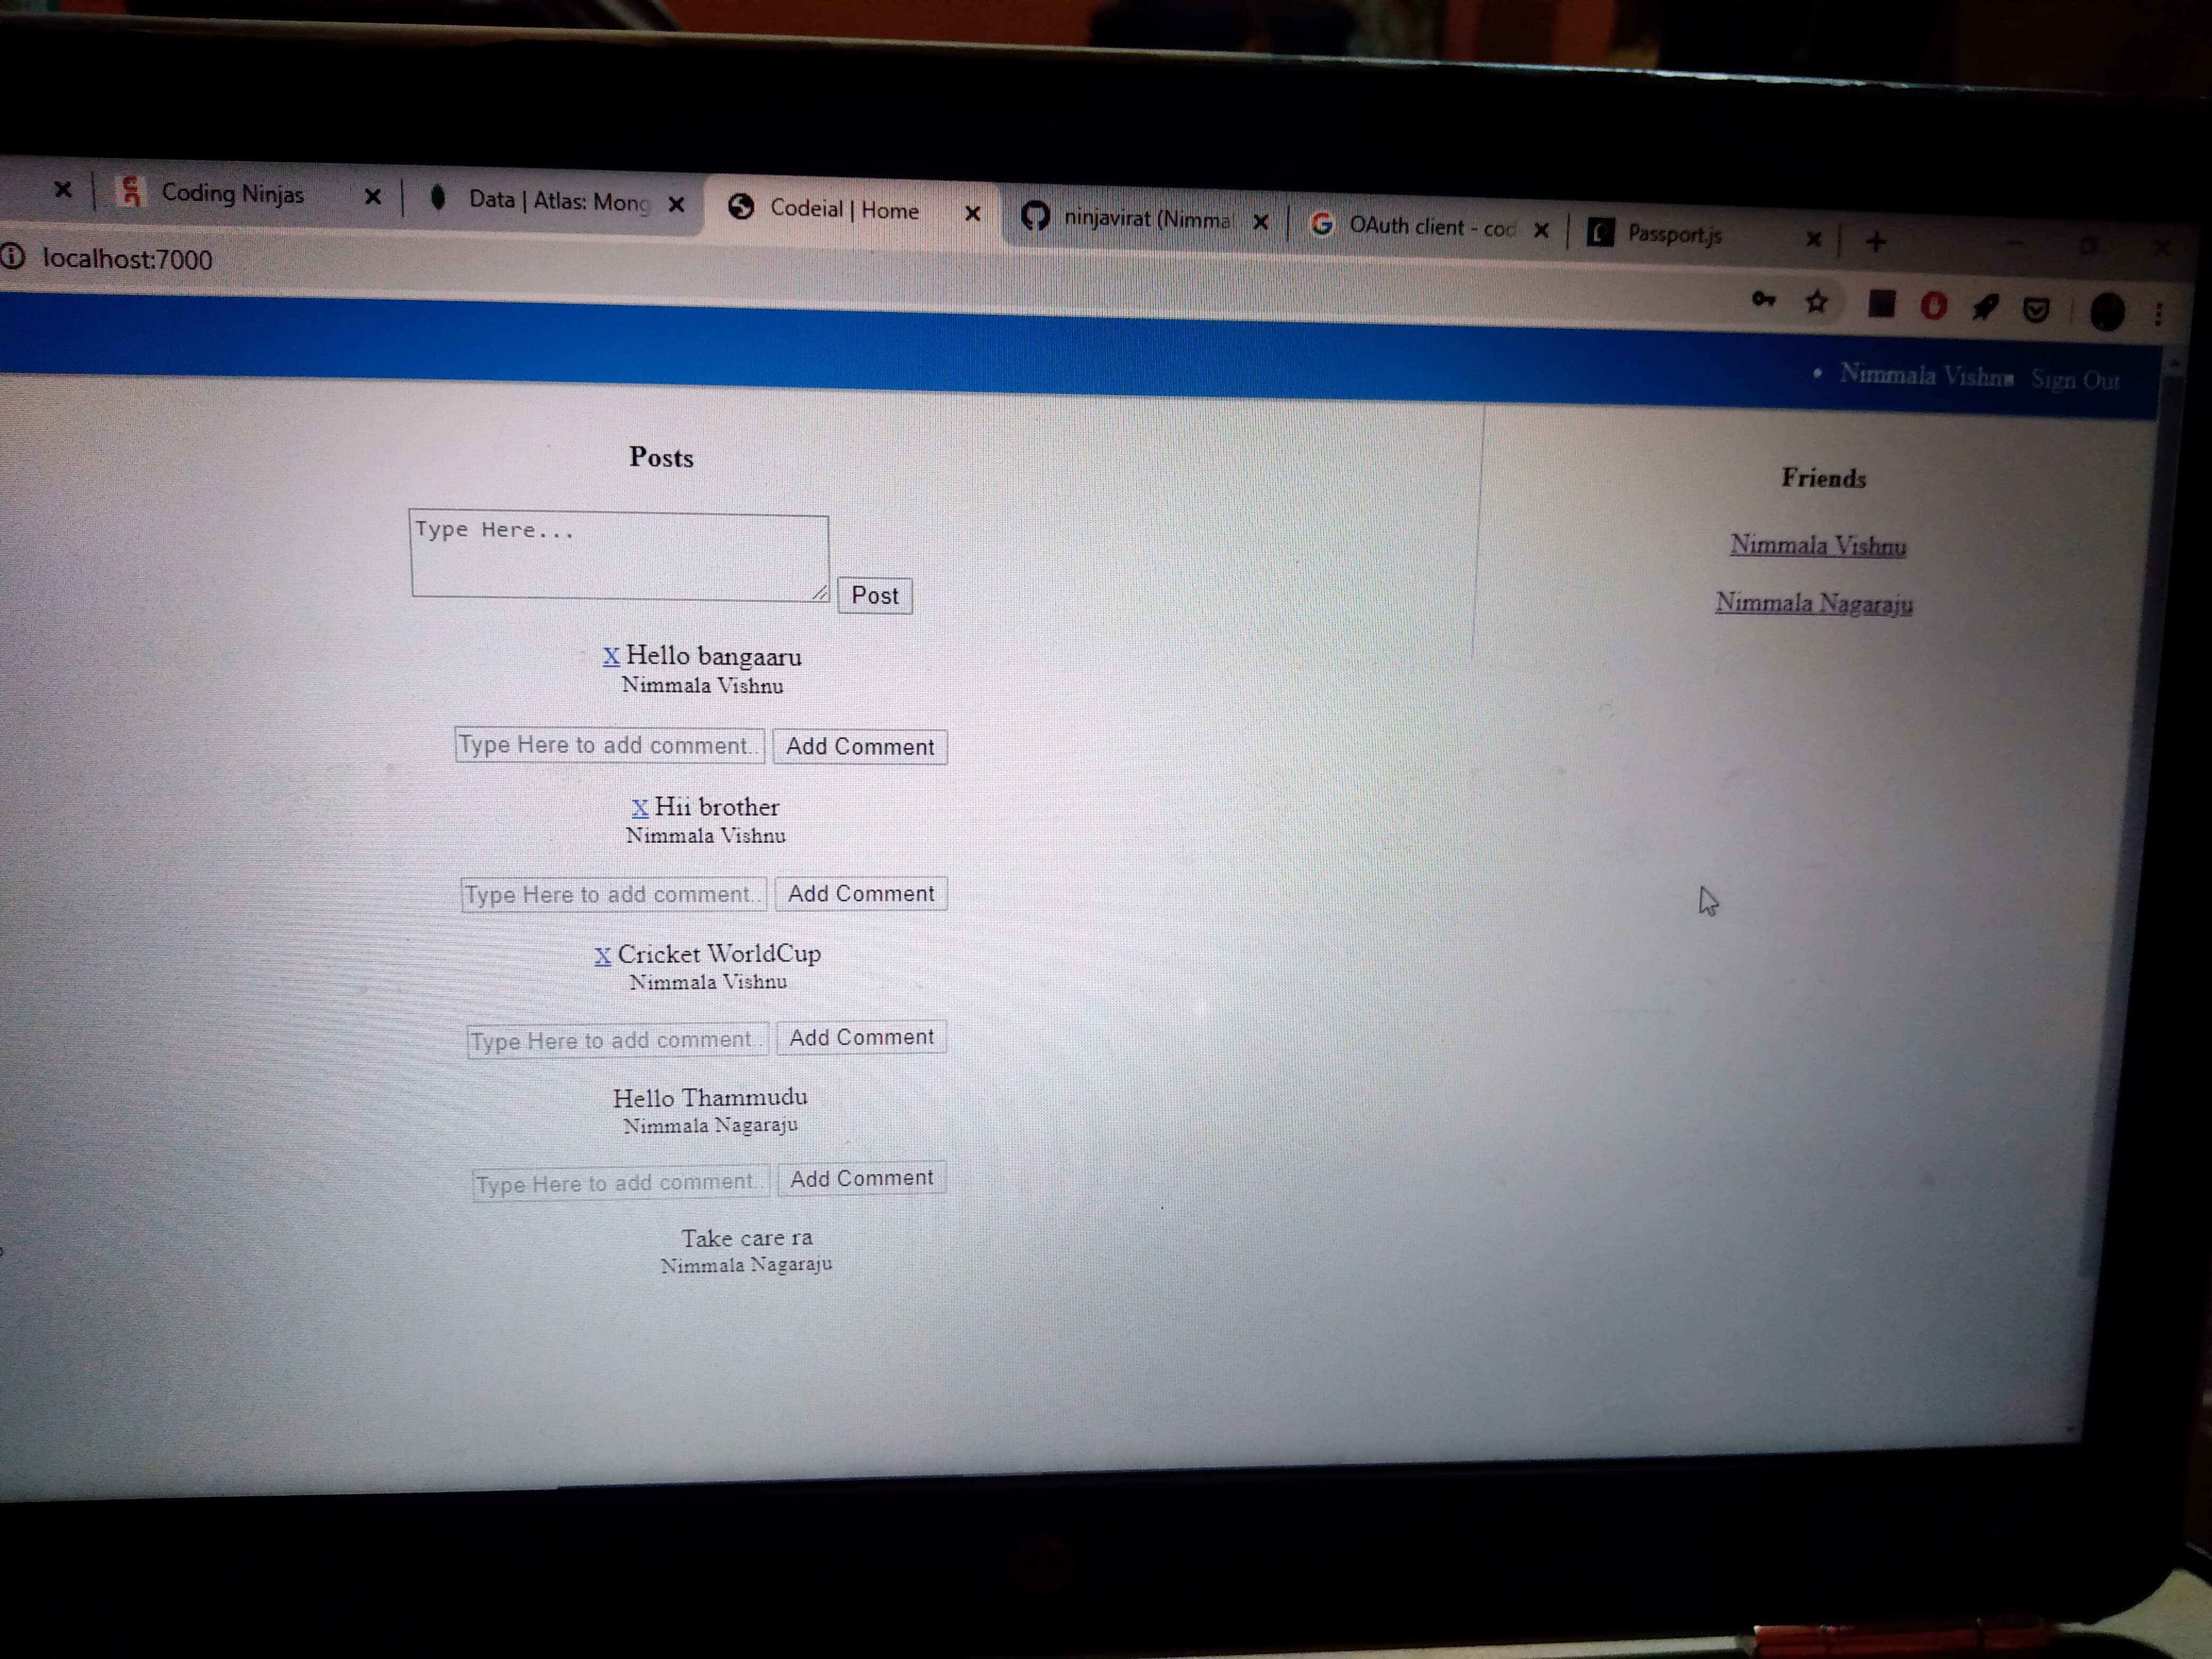 Coding Ninjas
Data | Atlas: Mong
Codeial | Home
ninjavirat (Nimmal
OAuth client - cod
Passport.js
localhost:7000
Nimmala Vishnu Sign Out
Posts
Type Here...
Post
X Hello bangaaru
Nimmala Vishnu
Type Here to add comment.. Add Comment
X Hii brother
Nimmala Vishnu
Type Here to add comment.. Add Comment
X Cricket WorldCup
Nimmala Vishnu
Type Here to add comment.. Add Comment
Hello Thammudu
Nimmala Nagaraju
Type Here to add comment.. Add Comment
Take care ra
Nimmala Nagaraju
Friends
Nimmala Vishnu
Nimmala Nagaraju